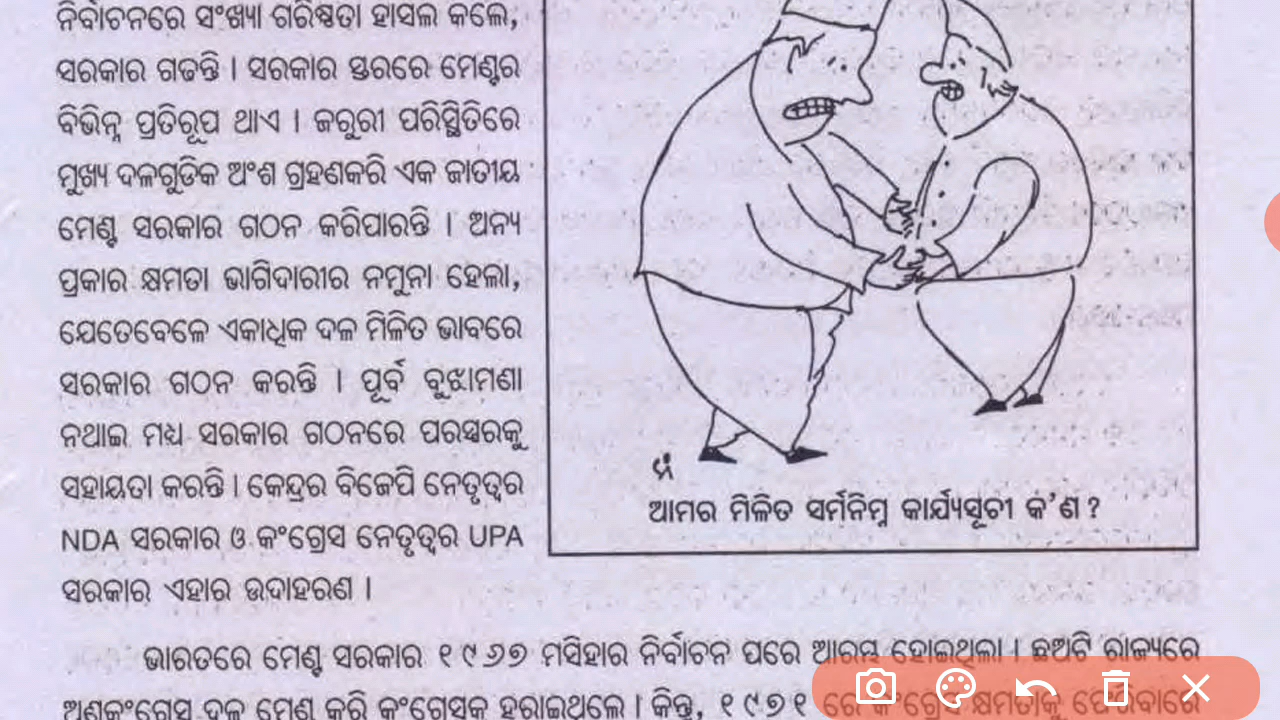 ନିର୍ବାଚନରେ ସଂଖ୍ୟା ଗରିଷ୍ଠତା ହାସଲ କଲେ,
ସରକାର ଗଢନ୍ତି । ସରକାର ସ୍ତରରେ ମେଣ୍ଟର
ବିଭିନ୍ନ ପ୍ରତିରୂପ ଥାଏ । ଜରୁରୀ ପରିସ୍ଥିତିରେ
ମୁଖ୍ୟ ଦଳଗୁଡିକ ଅଂଶ ଗ୍ରହଣକରି ଏକ ଜାତୀୟ
ମେଣ୍ଟ ସରକାର ଗଠନ କରିପାରନ୍ତି । ଅନ୍ୟ
ପ୍ରକାର କ୍ଷମତା ଭାଗିଦାରୀର ନମୁନା ହେଲା,
ଯେତେବେଳେ ଏକାଧିକ ଦଳ ମିଳିତ ଭାବରେ
ସରକାର ଗଠନ କରନ୍ତି । ପୂର୍ବ ବୁଝାମଣା
ନଥାଇ ମଧ୍ୟ ସରକାର ଗଠନରେ ପରସ୍ପରକୁ
ସହାୟତା କରନ୍ତି । କେନ୍ଦ୍ରର ବିଜେପି ନେତୃତ୍ୱର
NDA ସରକାର ଓ କଂଗ୍ରେସ ନେତୃତ୍ୱର UPA
ସରକାର ଏହାର ଉଦାହରଣ ।
ଆମର ମିଳିତ ସର୍ମନିମ୍ନ କାର୍ଯ୍ୟସୂଚୀ କ'ଣ ?
ଭାରତରେ ମେଣ୍ଟ ସରକାର ୧୯୬୭ ମସିହାର ନିର୍ବାଚନ ପରେ ଆରମ୍ଭ ହୋଇଥିଲା । ଛଅଟି ରାଜ୍ୟରେ
ଅଣକଂଗ୍ରେସ ଦଳ ମେଣ୍ଟ କରି କଂଗ୍ରେସକୁ ହରାଇଥିଲେ । କିନ୍ତୁ, ୧୯୭୧ ରେ କଂଗ୍ରେସ କ୍ଷମତାକୁ ଫେରିବାରେ